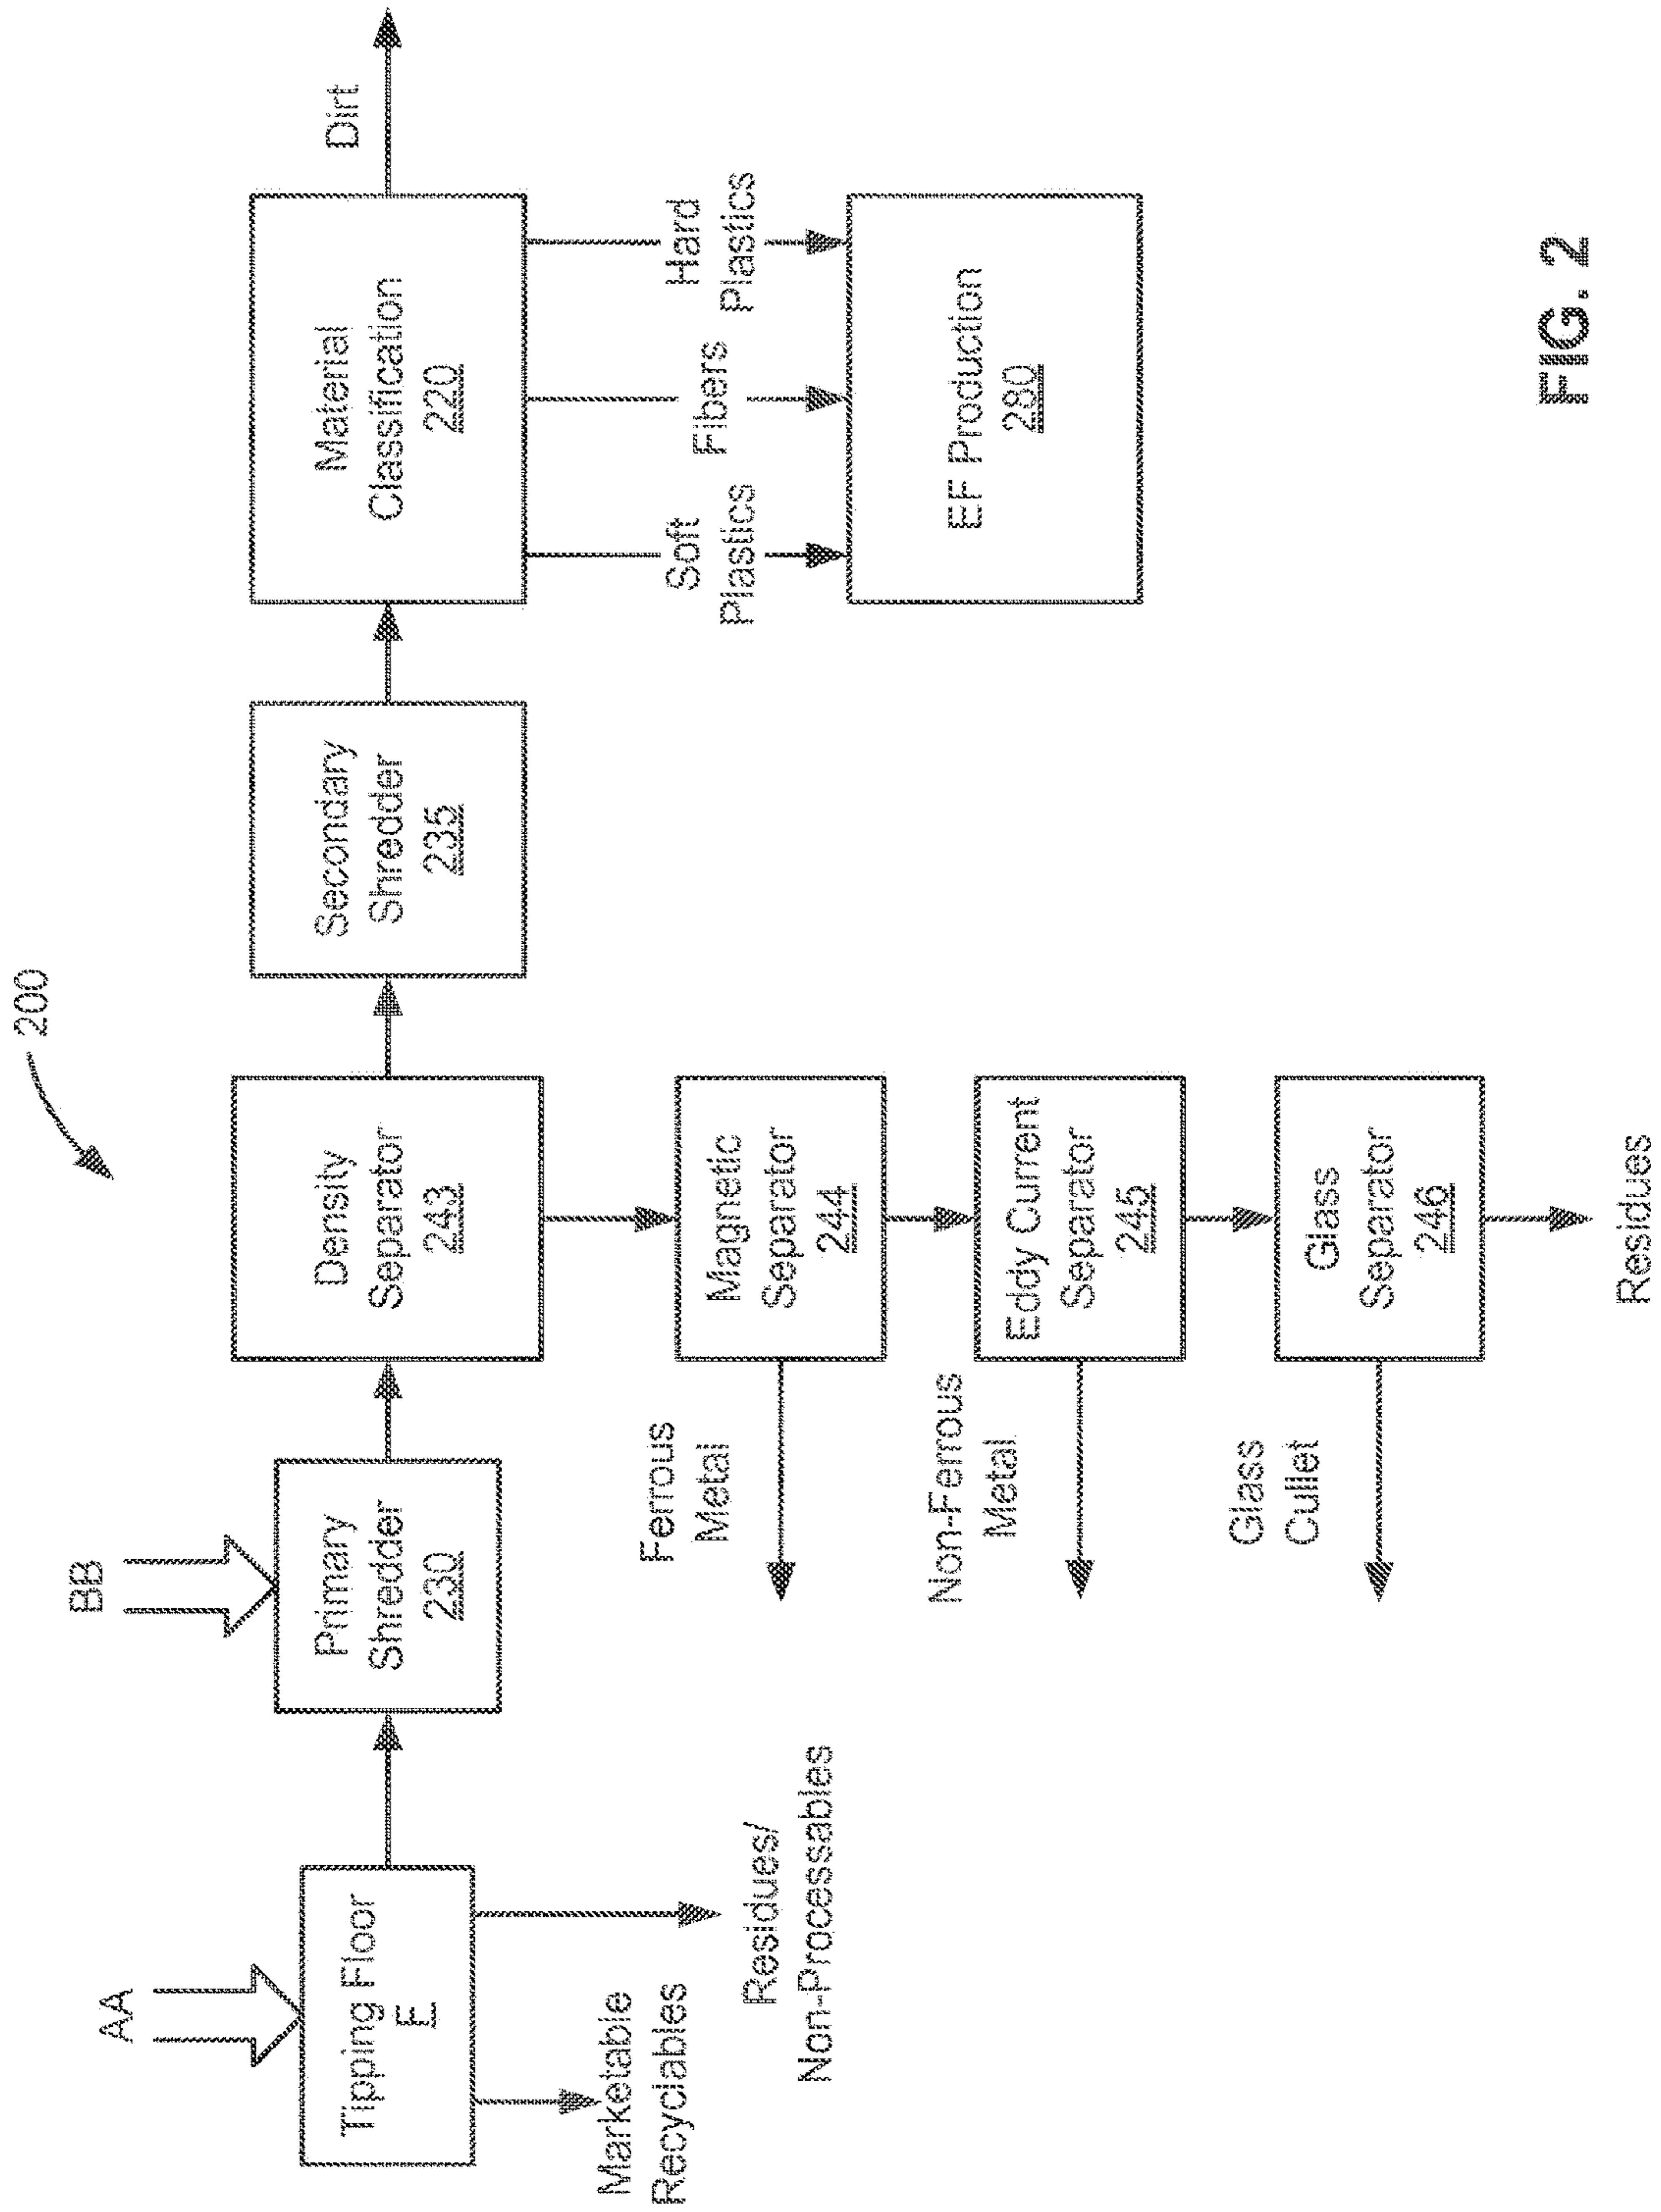 200
AA
BB
Tipping Floor
F
Primary
Shredder
230
Density
Separator
243
Secondary
Shredder
235
Material
Classification
220
Dirt
Marketable
Recyclables
Residues/
Non-Processables
Ferrous
Metal
Magnetic
Separator
244
Non-Ferrous
Metal
Eddy Current
Separator
245
Glass
Cullet
Glass
Separator
246
Residues
Soft
Plastics
Fibers
Hard
Plastics
EF Production
280
FIG. 2